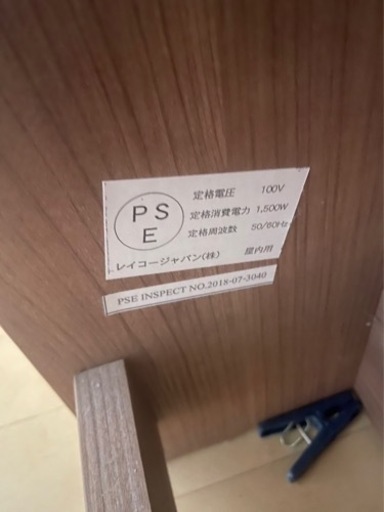 PSE
定格電圧 100V
定格消費電力 1,500W
定格周波数 50/60Hz
レイコージャパン(株) 屋内用
PSE INSPECT NO.2018-07-3040